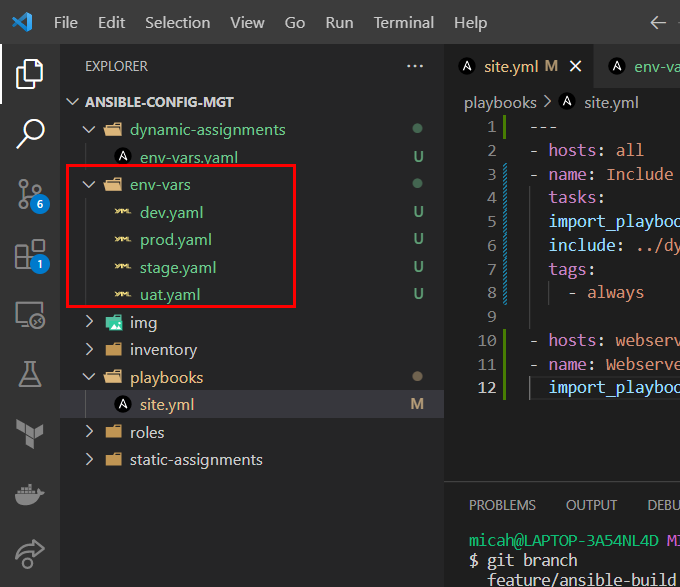 File Edit Selection View Go Run Terminal Help
EXPLORER
ANSIBLE-CONFIG-MGT
dynamic-assignments
env-vars.yaml U
env-vars
dev.yaml U
prod.yaml U
stage.yaml U
uat.yaml U
img
inventory
playbooks
site.yml M
roles
static-assignments
6
1
site.yml M
env-va
playbooks > site.yml
1 ---
2 - hosts: all
3 - name: Include
4 tasks:
5 import_playboo
6 include: ../dy
7 tags:
8 - always
9
10 - hosts: webserv
11 - name: Webserve
12 import_playboo
PROBLEMS OUTPUT DEBU
micah@LAPTOP-3A54NL4D MI
$ git branch
feature/ansible-build